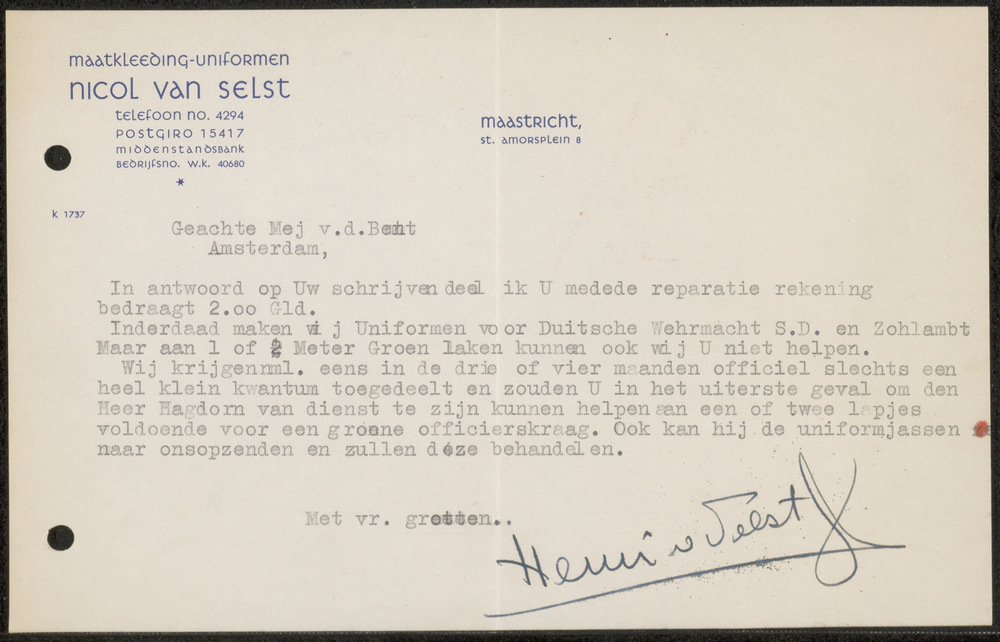 MAATKLEEDING-UNIFORMEN
NICOL VAN SELST
TELEFOON NO. 4294
POSTGIRO 15417
MIDDENSTANDSBANK
BEDRIJFSNO. W.K. 40680
*
MAASTRICHT,
ST. AMORSPLEIN 8
K 1737
Geachte Mej v.d.Bent
Amsterdam,
In antwoord op Uw schrijven deel ik U medede reparatie rekening
bedraagt 2.oo Gld.
Inderdaad maken wij Uniformen voor Duitsche Wehrmacht S.D. en Zohlambt
Maar aan 1 of 2 Meter Groen laken kunnen ook wij U niet helpen.
Wij krijgennml. eens in de drie of vier maanden officiel slechts een
heel klein kwantum toegedeelt en zouden U in het uiterste geval om den
Heer Hagdorn van dienst te zijn kunnen helpen aan een of twee lapjes
voldoende voor een groene officierskraag. Ook kan hij de uniformjassen
naar onsopzenden en zullen deze behandelen.
Met vr. groeten..
Henri v Selst